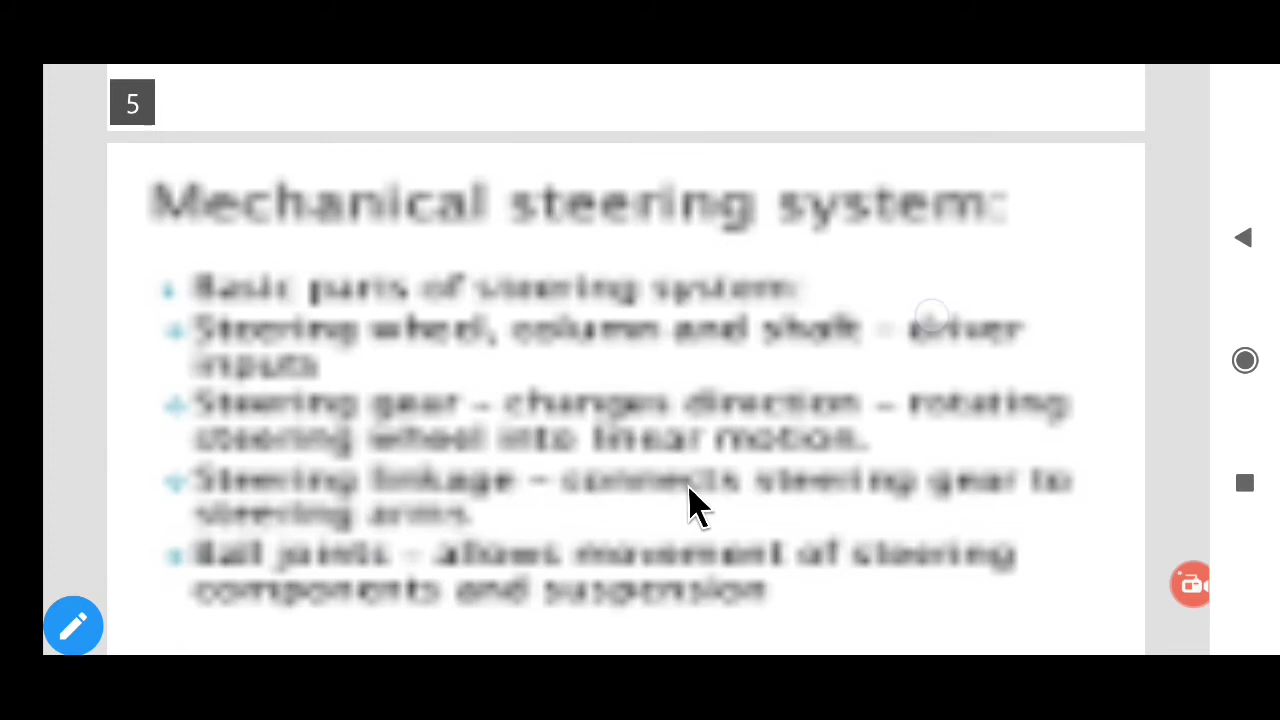 5
Mechanical steering system:
Basic parts of steering system:
Steering wheel, column and shaft – driver
inputs
Steering gear – changes direction – rotating
steering wheel into linear motion.
Steering linkage – connects steering gear to
steering arms
Ball joints – allows movement of steering
components and suspension